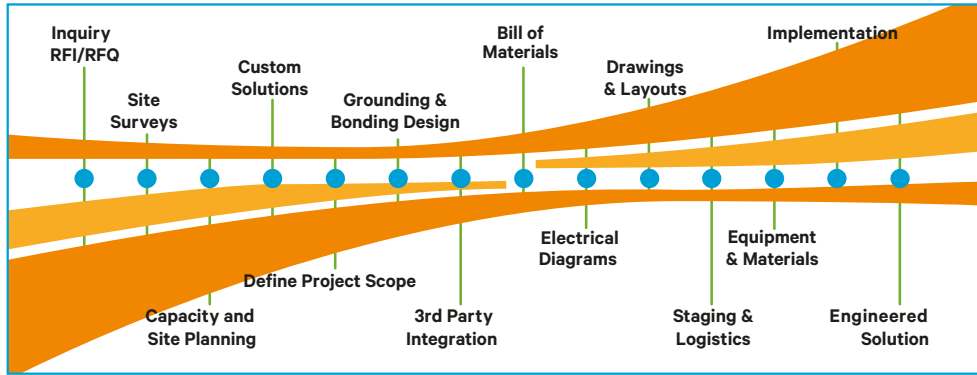 Inquiry
RFI/RFQ
Site
Surveys
Custom
Solutions
Grounding &
Bonding Design
Bill of
Materials
Drawings
& Layouts
Implementation
Capacity and
Site Planning
Define Project Scope
3rd Party
Integration
Electrical
Diagrams
Staging &
Logistics
Equipment
& Materials
Engineered
Solution